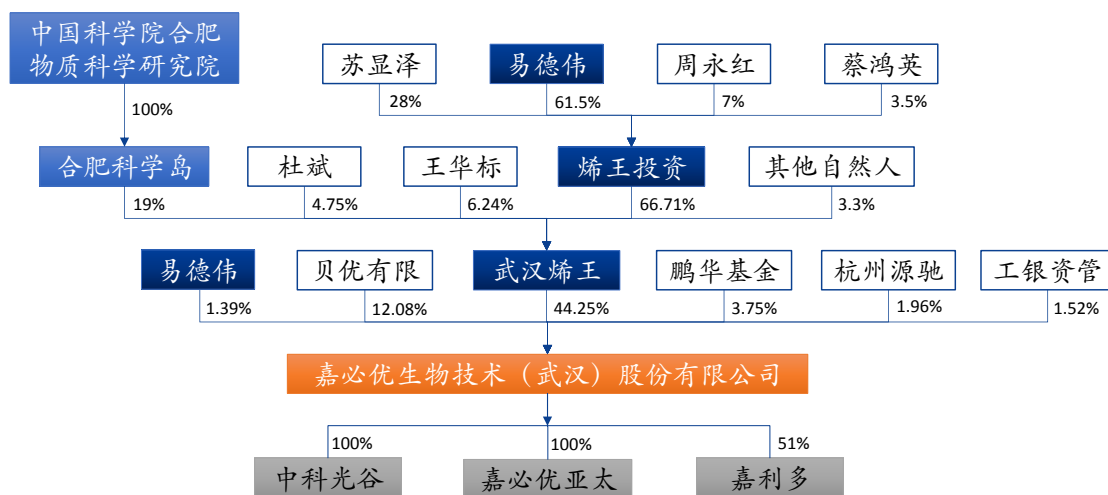 中国科学院合肥
物质科学研究院
苏显泽
易德伟
周永红
蔡鸿英
28%
61.5%
7%
3.5%
100%
合肥科学岛
杜斌
王华标
烯王投资
其他自然人
19%
4.75%
6.24%
66.71%
3.3%
易德伟
贝优有限
武汉烯王
鹏华基金
杭州源驰
工银资管
1.39%
12.08%
44.25%
3.75%
1.96%
1.52%
嘉必优生物技术（武汉）股份有限公司
100%
100%
51%
中科光谷
嘉必优亚太
嘉利多